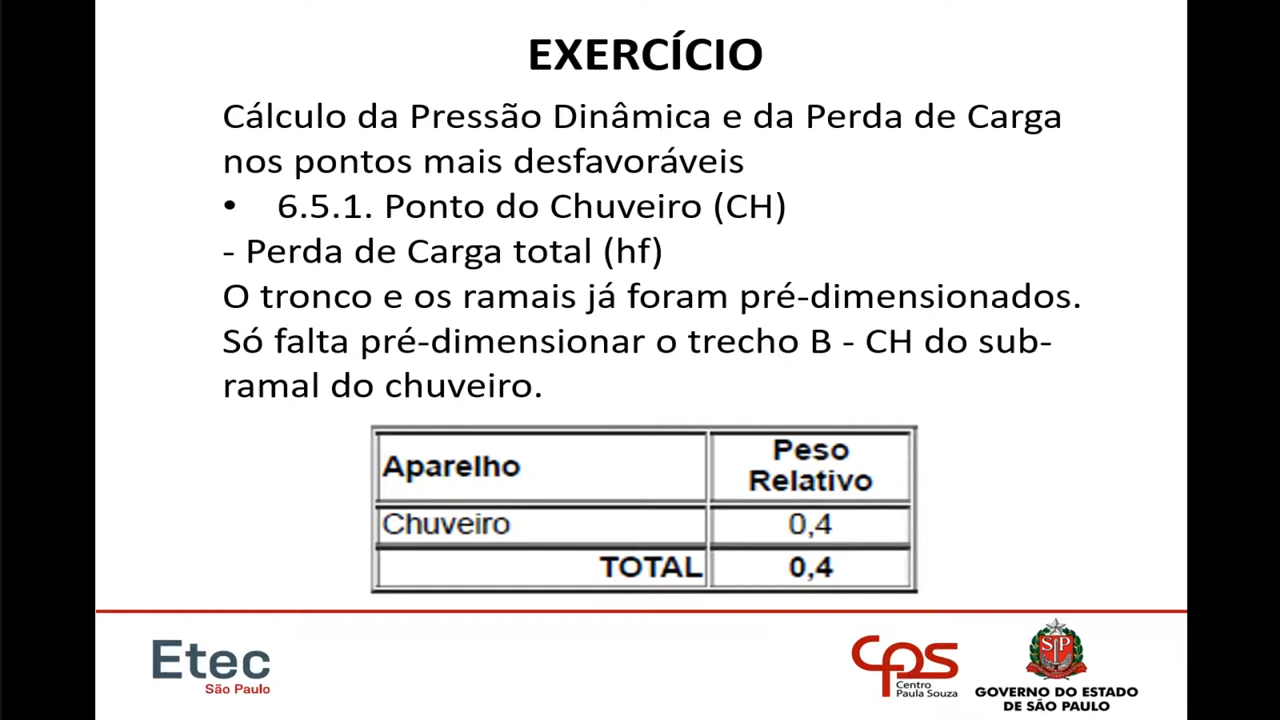 EXERCÍCIO
Cálculo da Pressão Dinâmica e da Perda de Carga
nos pontos mais desfavoráveis
• 6.5.1. Ponto do Chuveiro (CH)
- Perda de Carga total (hf)
O tronco e os ramais já foram pré-dimensionados.
Só falta pré-dimensionar o trecho B - CH do sub-
ramal do chuveiro.
Aparelho Peso Relativo
Chuveiro 0,4
TOTAL 0,4
Etec
São Paulo
cps
Centro
Paula Souza
SP
GOVERNO DO ESTADO
DE SÃO PAULO